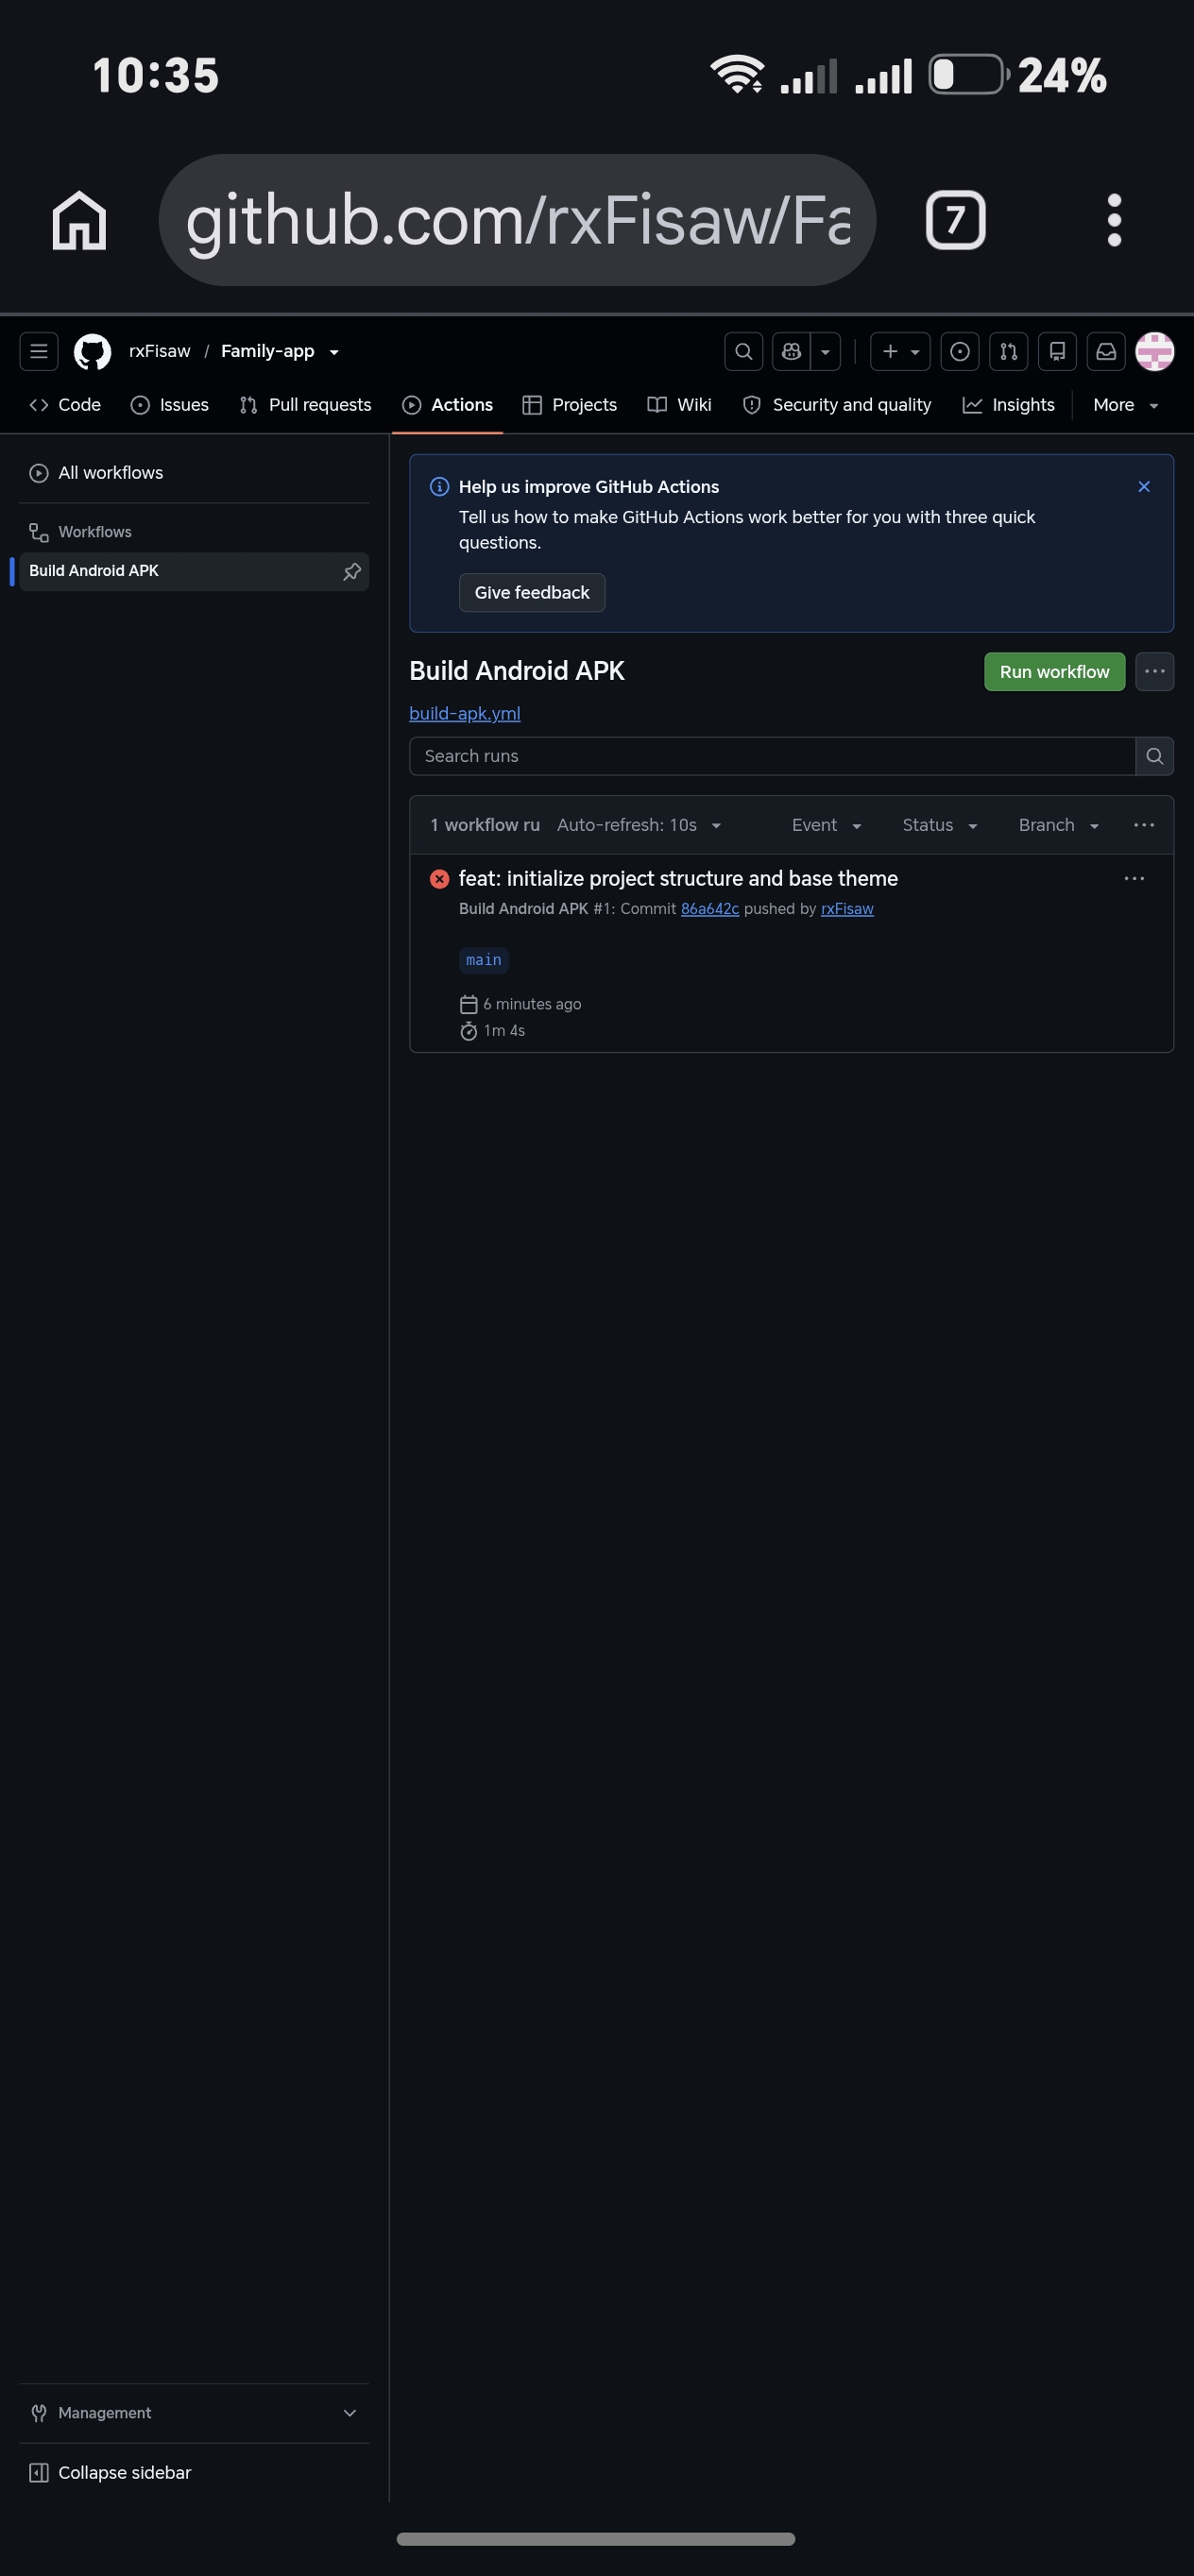 10:35
24%
github.com/rxFisaw/Fa
7
rxFisaw / Family-app
Code
Issues
Pull requests
Actions
Projects
Wiki
Security and quality
Insights
More
All workflows
Workflows
Build Android APK
Help us improve GitHub Actions
Tell us how to make GitHub Actions work better for you with three quick
questions.
Give feedback
Build Android APK
Run workflow
build-apk.yml
Search runs
1 workflow ru
Auto-refresh: 10s
Event
Status
Branch
feat: initialize project structure and base theme
Build Android APK #1: Commit 86a642c pushed by rxFisaw
main
6 minutes ago
1m 4s
Management
Collapse sidebar